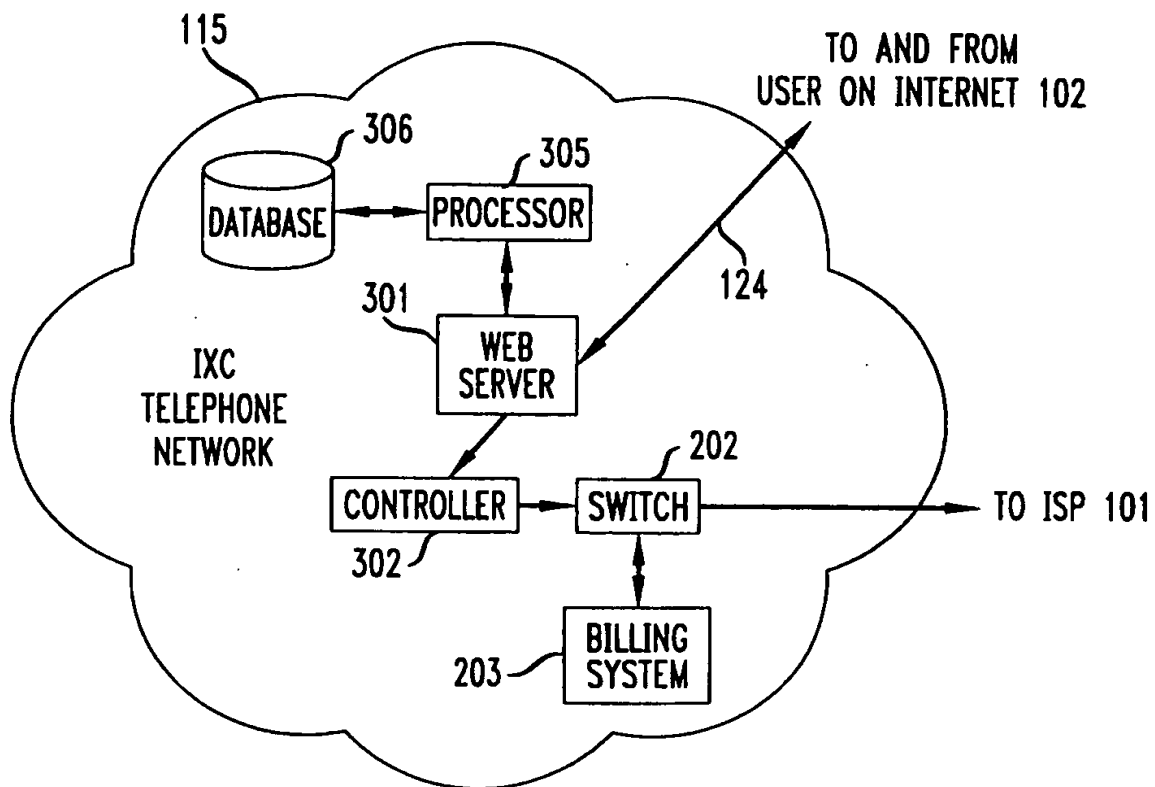 115
TO AND FROM
USER ON INTERNET 102
306
305
DATABASE
PROCESSOR
124
301
WEB
SERVER
IXC
TELEPHONE
NETWORK
202
CONTROLLER
SWITCH
TO ISP 101
302
BILLING
SYSTEM
203